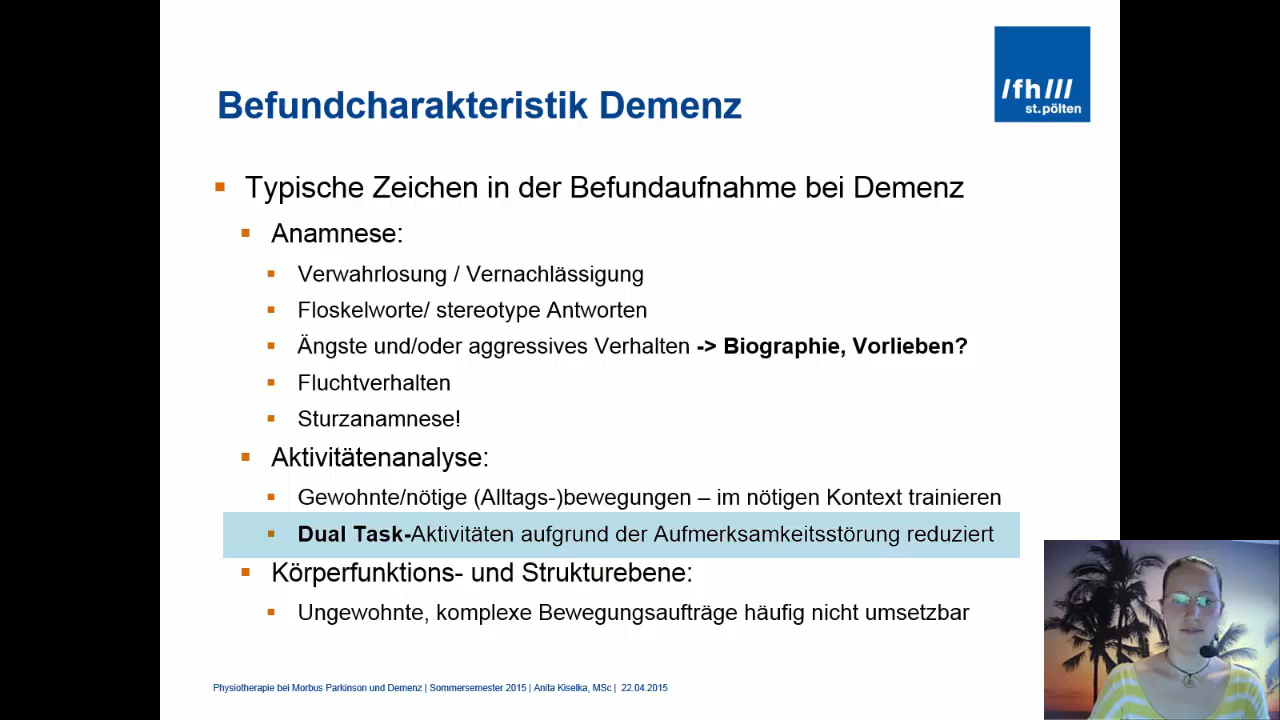 /fh///
st.pölten
Befundcharakteristik Demenz
Typische Zeichen in der Befundaufnahme bei Demenz
Anamnese:
Verwahrlosung / Vernachlässigung
Floskelworte/ stereotype Antworten
Ängste und/oder aggressives Verhalten -> Biographie, Vorlieben?
Fluchtverhalten
Sturzanamnese!
Aktivitätenanalyse:
Gewohnte/nötige (Alltags-)bewegungen – im nötigen Kontext trainieren
Dual Task-Aktivitäten aufgrund der Aufmerksamkeitsstörung reduziert
Körperfunktions- und Strukturebene:
Ungewohnte, komplexe Bewegungsaufträge häufig nicht umsetzbar
Physiotherapie bei Morbus Parkinson und Demenz | Sommersemester 2015 | Anita Kiselka, MSc | 22.04.2015